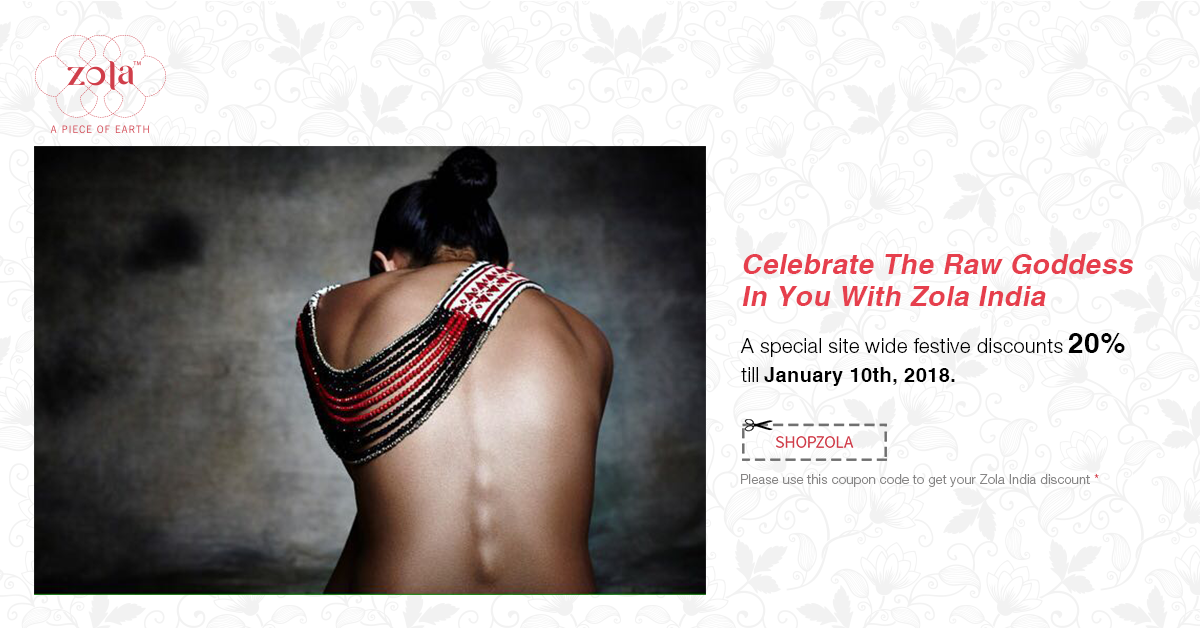 zola™
A PIECE OF EARTH
Celebrate The Raw Goddess
In You With Zola India
A special site wide festive discounts 20%
till January 10th, 2018.
SHOPZOLA
Please use this coupon code to get your Zola India discount *